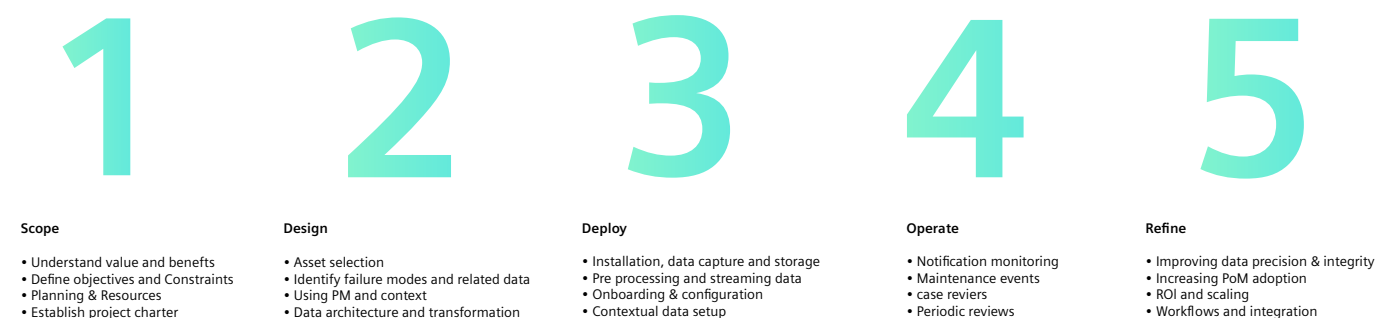 1
2
3
4
5
Scope
• Understand value and benefts
• Define objectives and Constraints
• Planning & Resources
• Establish project charter
Design
• Asset selection
• Identify failure modes and related data
• Using PM and context
• Data architecture and transformation
Deploy
• Installation, data capture and storage
• Pre processing and streaming data
• Onboarding & configuration
• Contextual data setup
Operate
• Notification monitoring
• Maintenance events
• case reviers
• Periodic reviews
Refine
• Improving data precision & integrity
• Increasing PoM adoption
• ROI and scaling
• Workflows and integration